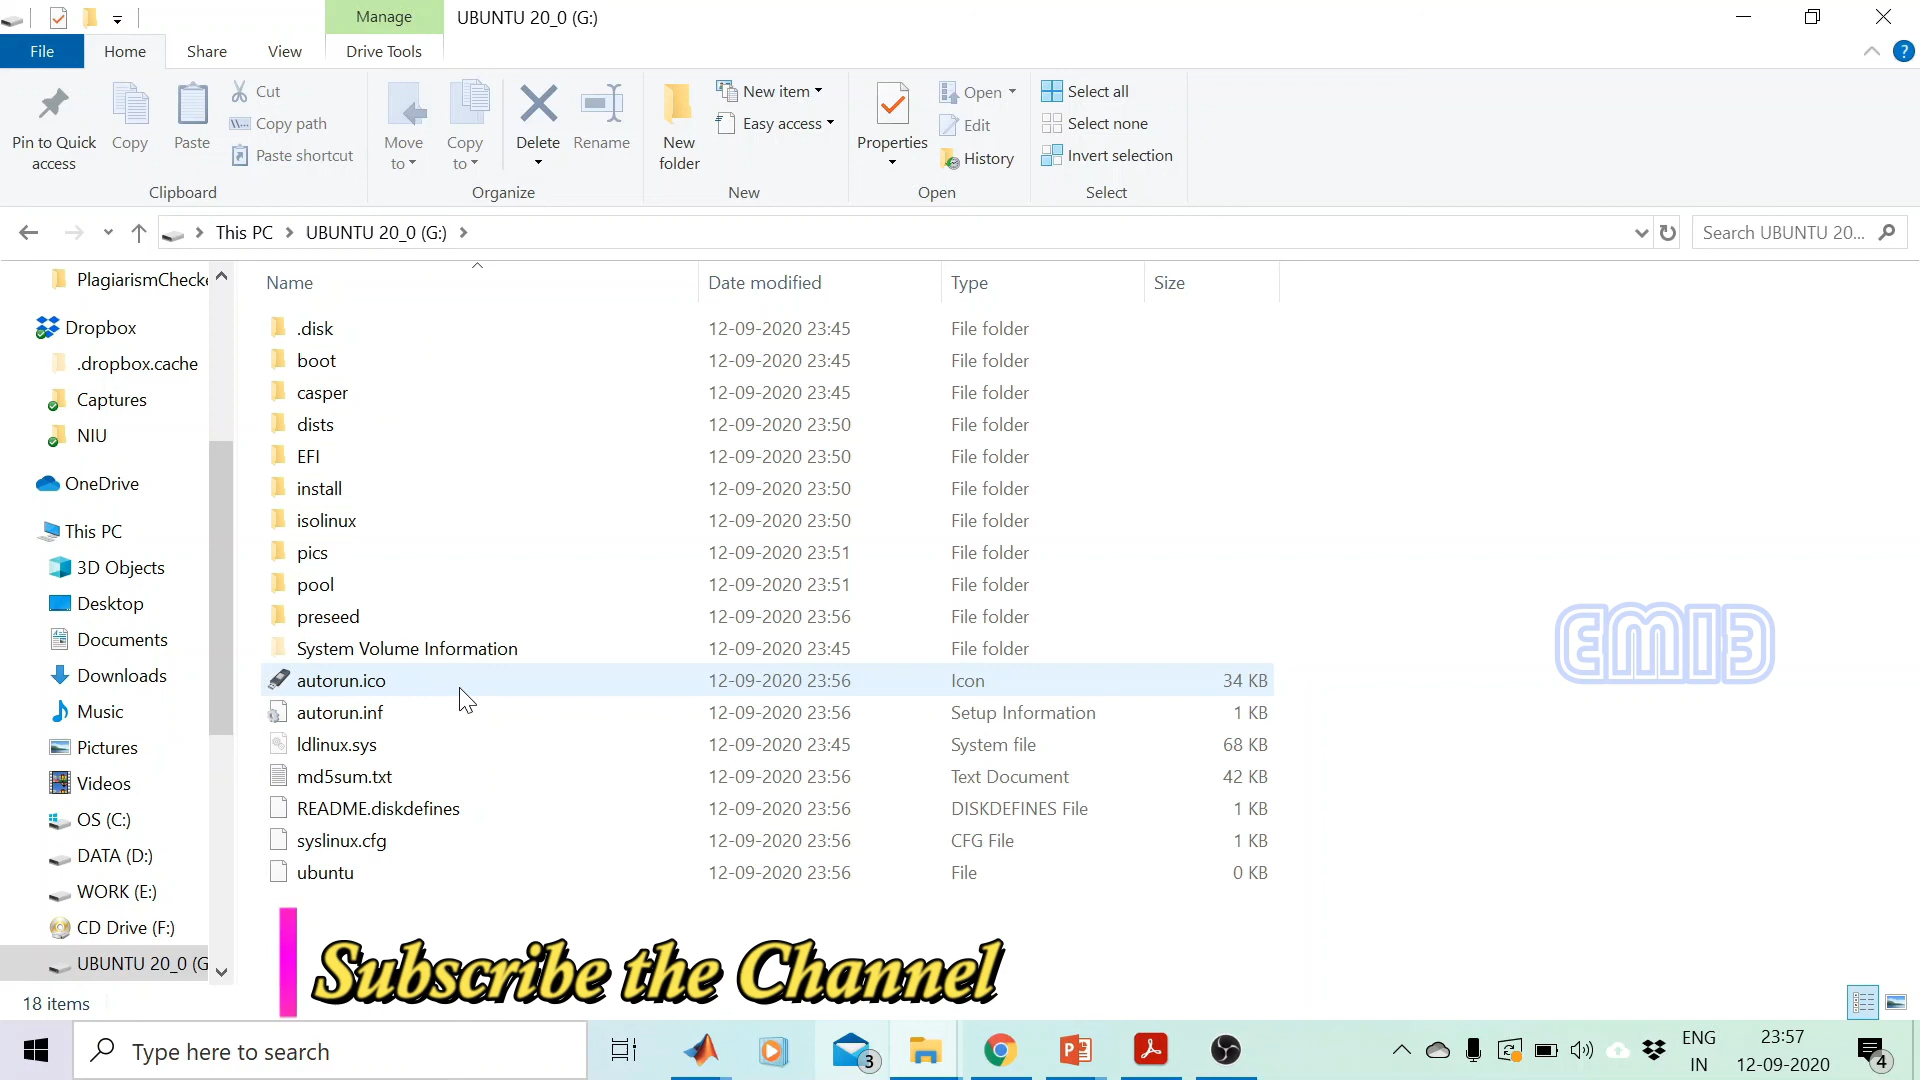 Manage
UBUNTU 20_0 (G:)
File
Home
Share
View
Drive Tools
Pin to Quick access
Copy
Paste
Cut
Copy path
Paste shortcut
Clipboard
Move to
Copy to
Delete
Rename
Organize
New folder
New item
Easy access
New
Properties
Open
Edit
History
Open
Select all
Select none
Invert selection
Select
This PC
UBUNTU 20_0 (G:)
Search UBUNTU 20...
PlagiarismChecke
Dropbox
.dropbox.cache
Captures
NIU
OneDrive
This PC
3D Objects
Desktop
Documents
Downloads
Music
Pictures
Videos
OS (C:)
DATA (D:)
WORK (E:)
CD Drive (F:)
UBUNTU 20_0 (G
Name Date modified Type Size
.disk 12-09-2020 23:45 File folder
boot 12-09-2020 23:45 File folder
casper 12-09-2020 23:45 File folder
dists 12-09-2020 23:50 File folder
EFI 12-09-2020 23:50 File folder
install 12-09-2020 23:50 File folder
isolinux 12-09-2020 23:50 File folder
pics 12-09-2020 23:51 File folder
pool 12-09-2020 23:51 File folder
preseed 12-09-2020 23:56 File folder
System Volume Information 12-09-2020 23:45 File folder
autorun.ico 12-09-2020 23:56 Icon 34 KB
autorun.inf 12-09-2020 23:56 Setup Information 1 KB
ldlinux.sys 12-09-2020 23:45 System file 68 KB
md5sum.txt 12-09-2020 23:56 Text Document 42 KB
README.diskdefines 12-09-2020 23:56 DISKDEFINES File 1 KB
syslinux.cfg 12-09-2020 23:56 CFG File 1 KB
ubuntu 12-09-2020 23:56 File 0 KB
Subscribe the Channel
18 items
Type here to search
3
ENG
IN
23:57
12-09-2020
4